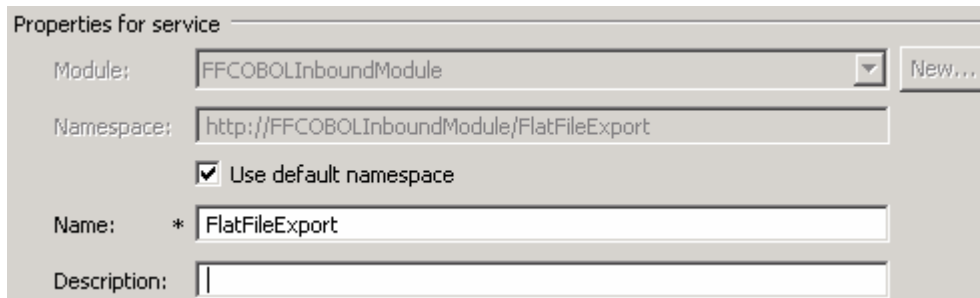 Properties for service
Module: FFCOBOLInboundModule New...
Namespace: http://FFCOBOLInboundModule/FlatFileExport
Use default namespace
Name: * FlatFileExport
Description: